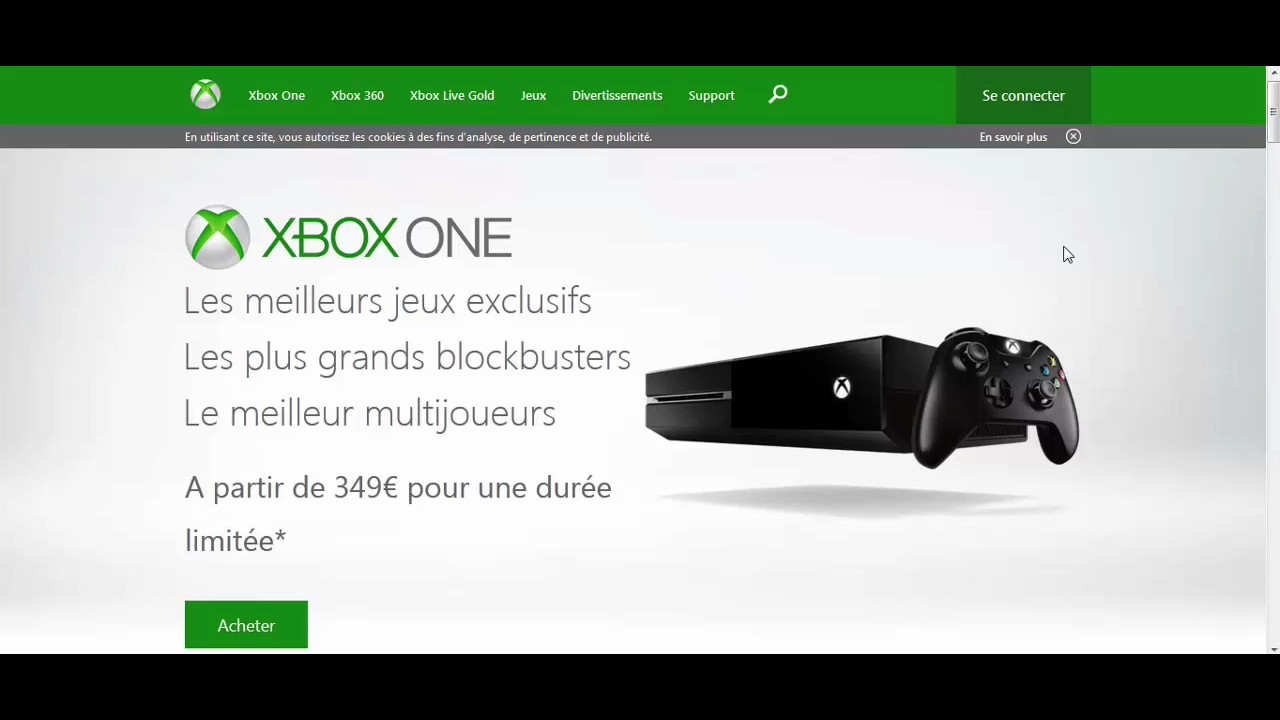 Xbox One Xbox 360 Xbox Live Gold Jeux Divertissements Support Se connecter
En utilisant ce site, vous autorisez les cookies à des fins d'analyse, de pertinence et de publicité. En savoir plus
XBOX ONE
Les meilleurs jeux exclusifs
Les plus grands blockbusters
Le meilleur multijoueurs
A partir de 349€ pour une durée
limitée*
Acheter